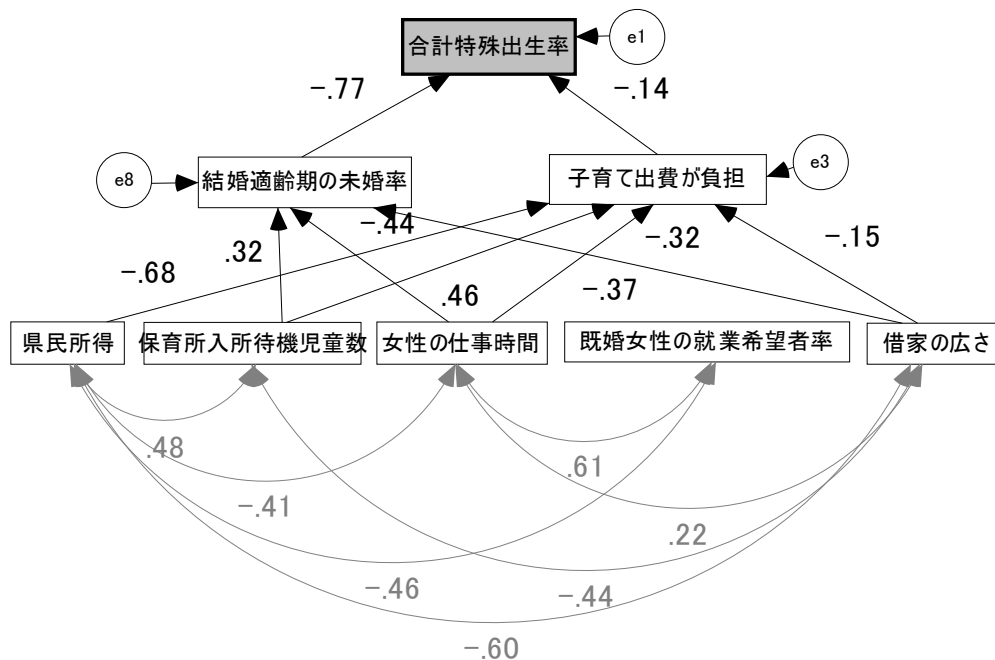 合計特殊出生率
e1
−.77
−.14
e8
結婚適齢期の未婚率
子育て出費が負担
e3
−.44
.32
−.32
−.15
−.68
.46
−.37
県民所得
保育所入所待機児童数
女性の仕事時間
既婚女性の就業希望者率
借家の広さ
.48
.61
−.41
.22
−.46
−.44
−.60